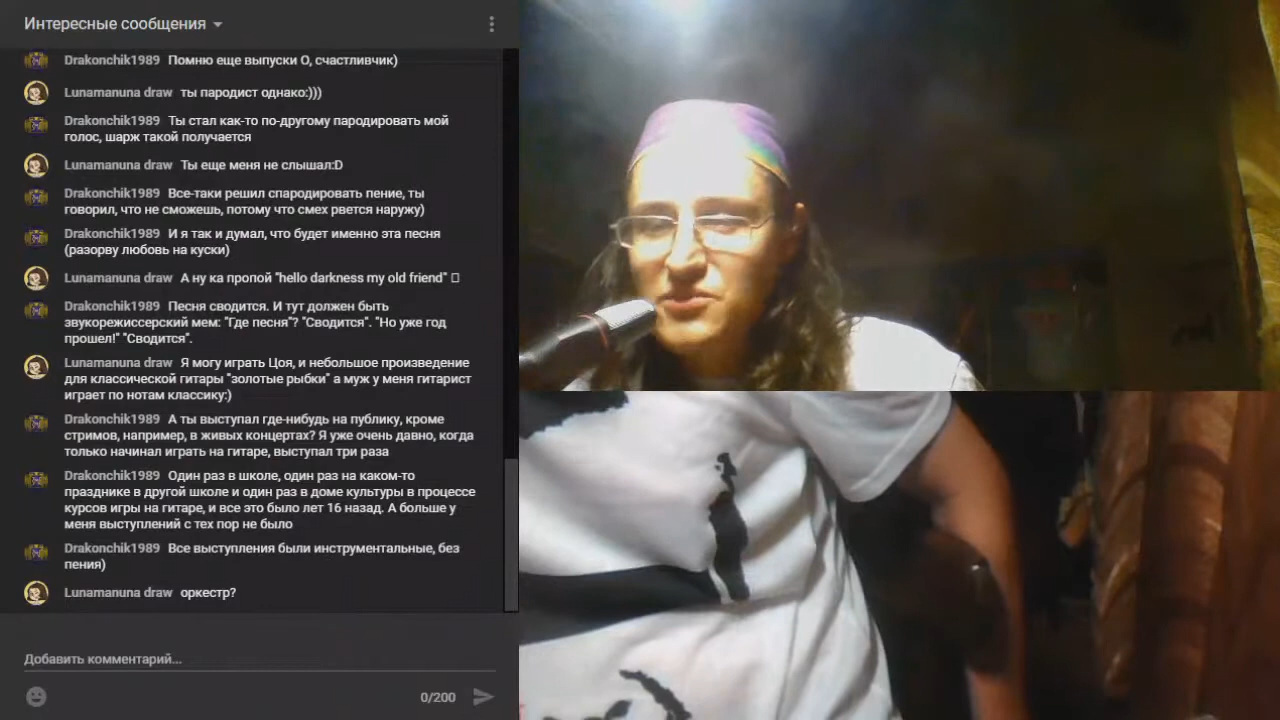 Интересные сообщения
Drakonchik1989 Помню еще выпуски О, счастливчик)
Lunamanuna draw ты пародист однако:)))
Drakonchik1989 Ты стал как-то по-другому пародировать мой
голос, шарж такой получается
Lunamanuna draw Ты еще меня не слышал:D
Drakonchik1989 Все-таки решил спародировать пение, ты
говорил, что не сможешь, потому что смех рвется наружу)
Drakonchik1989 И я так и думал, что будет именно эта песня
(разорву любовь на куски)
Lunamanuna draw А ну ка пропой "hello darkness my old friend"
Drakonchik1989 Песня сводится. И тут должен быть
звукорежиссерский мем: "Где песня"? "Сводится". "Но уже год
прошел!" "Сводится".
Lunamanuna draw Я могу играть Цоя, и небольшое произведение
для классической гитары "золотые рыбки" а муж у меня гитарист
играет по нотам классику:)
Drakonchik1989 А ты выступал где-нибудь на публику, кроме
стримов, например, в живых концертах? Я уже очень давно, когда
только начинал играть на гитаре, выступал три раза
Drakonchik1989 Один раз в школе, один раз на каком-то
празднике в другой школе и один раз в доме культуры в процессе
курсов игры на гитаре, и все это было лет 16 назад. А больше у
меня выступлений с тех пор не было
Drakonchik1989 Все выступления были инструментальные, без
пения)
Lunamanuna draw оркестр?
Добавить комментарий...
0/200